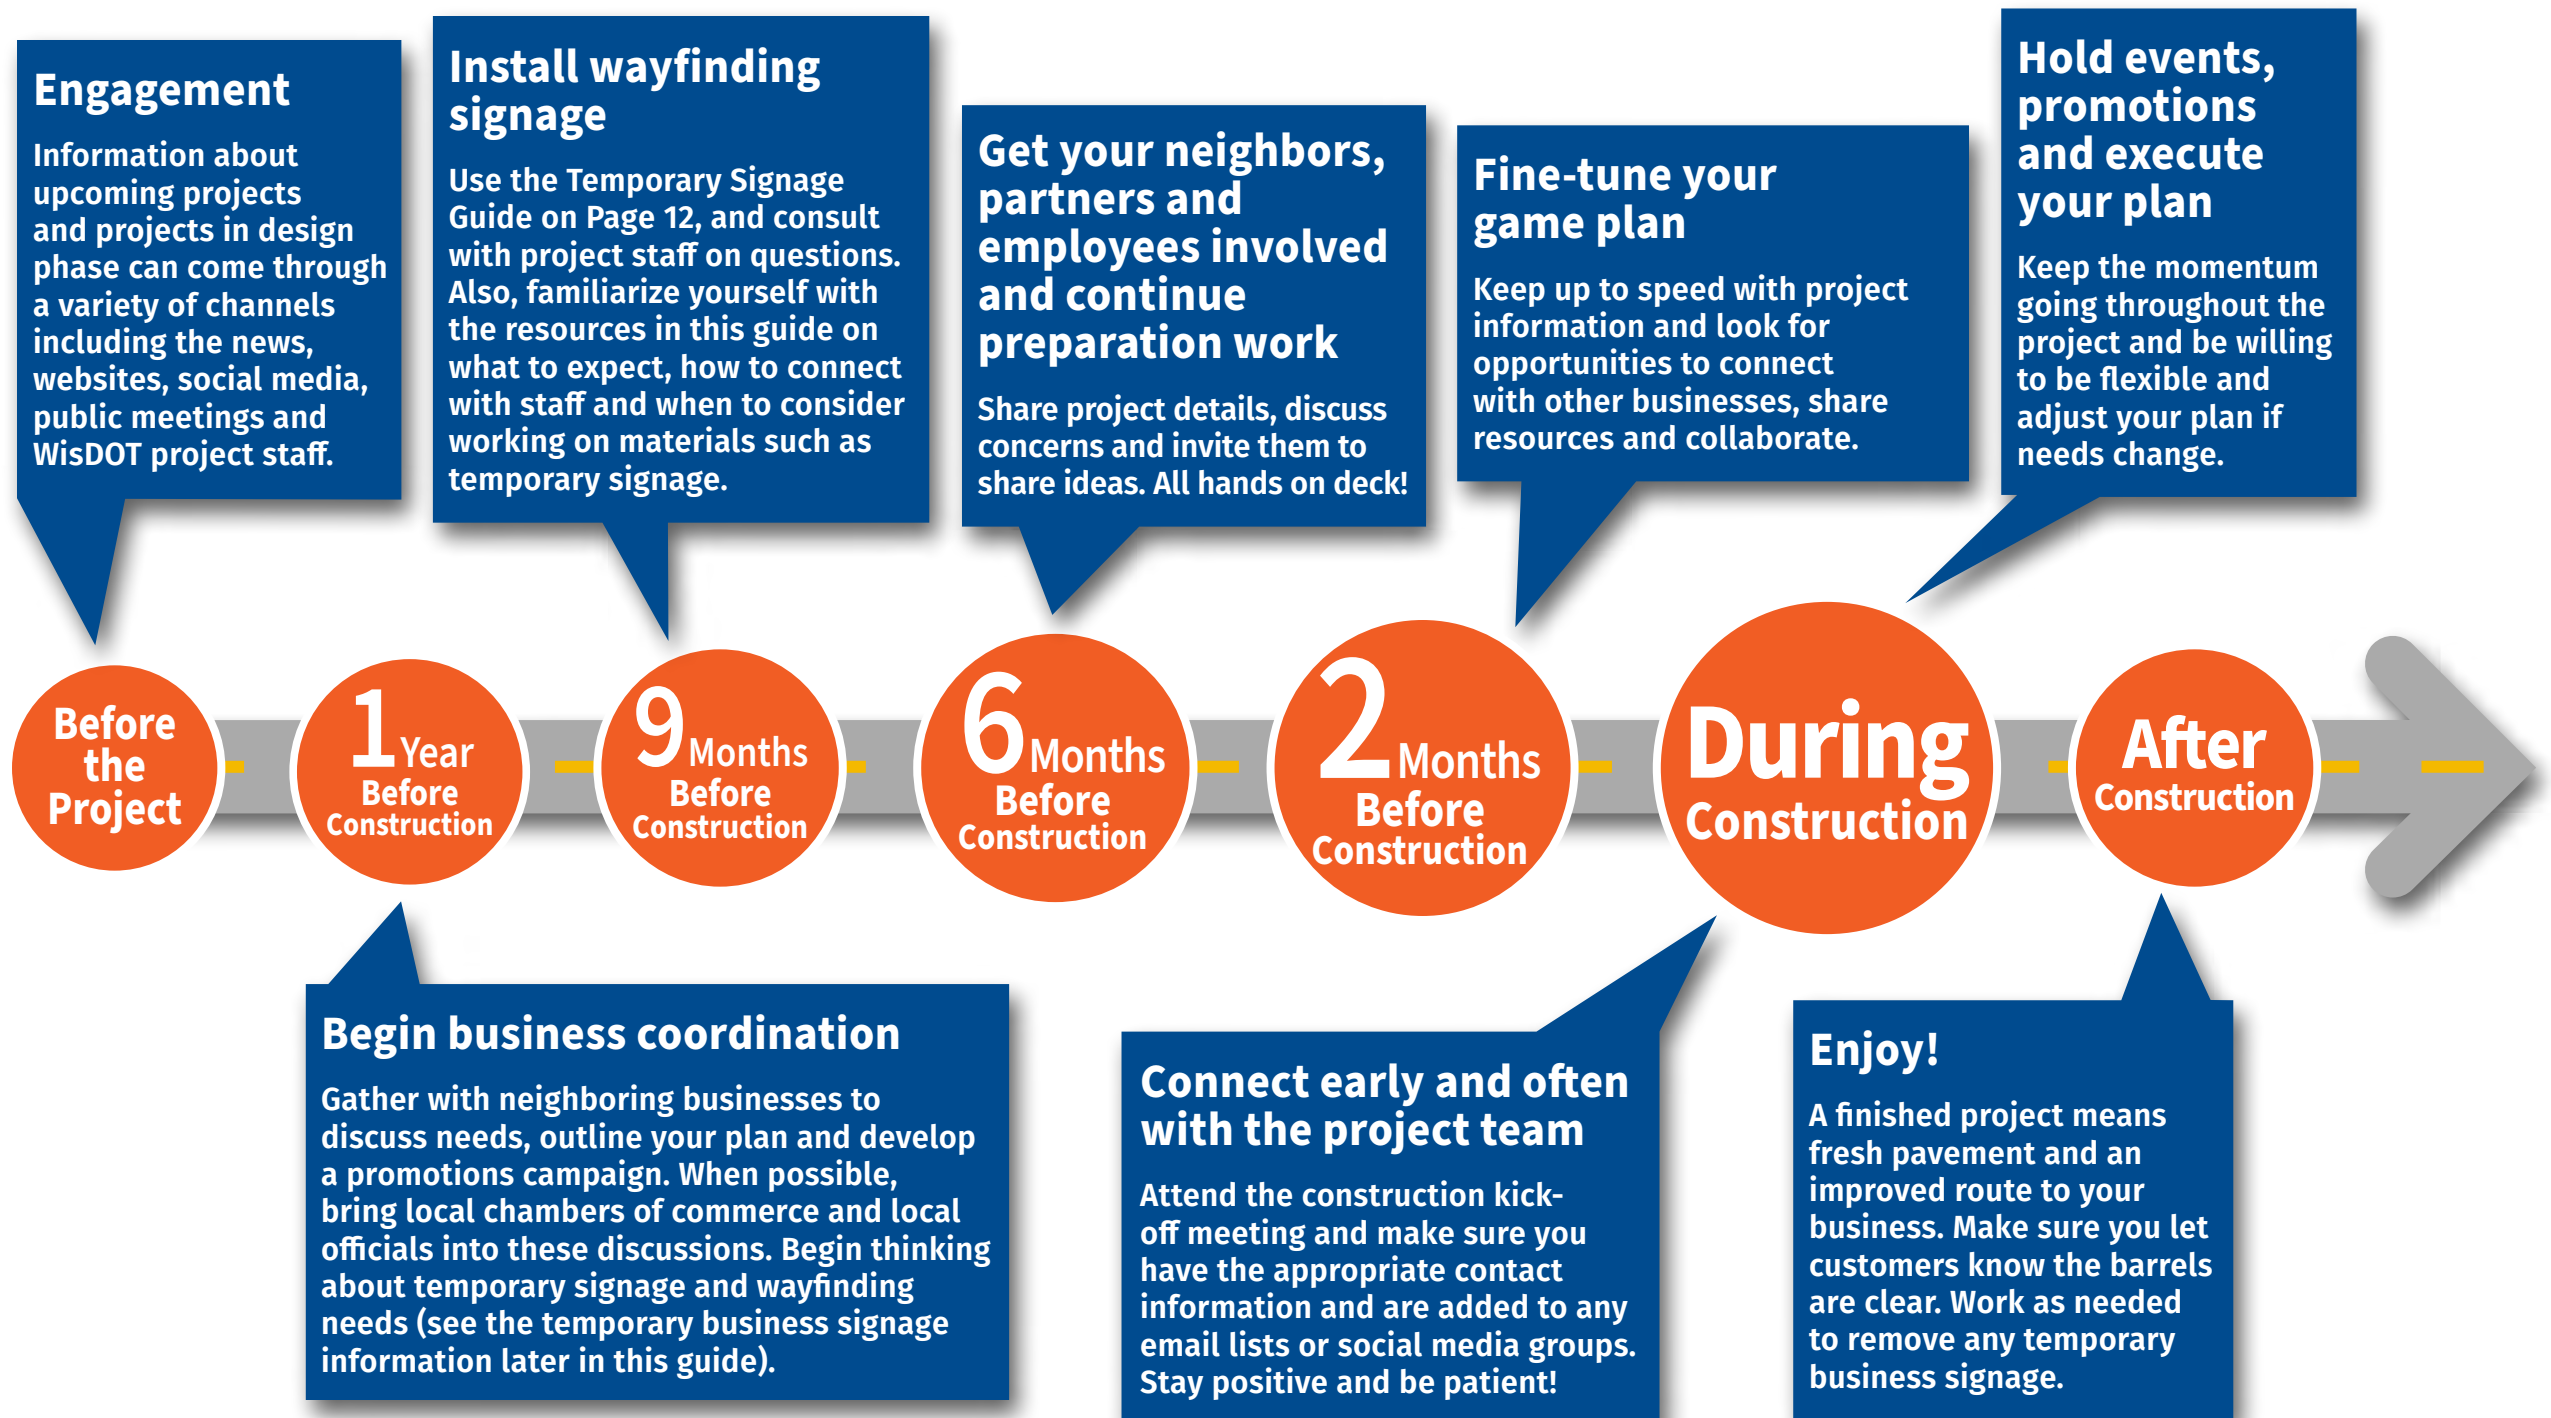 Engagement
Information about
upcoming projects
and projects in design
phase can come through
a variety of channels
including the news,
websites, social media,
public meetings and
WisDOT project staff.
Install wayfinding
signage
Use the Temporary Signage
Guide on Page 12, and consult
with project staff on questions.
Also, familiarize yourself with
the resources in this guide on
what to expect, how to connect
with staff and when to consider
working on materials such as
temporary signage.
Get your neighbors,
partners and
employees involved
and continue
preparation work
Share project details, discuss
concerns and invite them to
share ideas. All hands on deck!
Fine-tune your
game plan
Keep up to speed with project
information and look for
opportunities to connect
with other businesses, share
resources and collaborate.
Hold events,
promotions
and execute
your plan
Keep the momentum
going throughout the
project and be willing
to be flexible and
adjust your plan if
needs change.
Before
the
Project
1 Year
Before
Construction
9 Months
Before
Construction
6 Months
Before
Construction
2 Months
Before
Construction
During
Construction
After
Construction
Begin business coordination
Gather with neighboring businesses to
discuss needs, outline your plan and develop
a promotions campaign. When possible,
bring local chambers of commerce and local
officials into these discussions. Begin thinking
about temporary signage and wayfinding
needs (see the temporary business signage
information later in this guide).
Connect early and often
with the project team
Attend the construction kick-
off meeting and make sure you
have the appropriate contact
information and are added to any
email lists or social media groups.
Stay positive and be patient!
Enjoy!
A finished project means
fresh pavement and an
improved route to your
business. Make sure you let
customers know the barrels
are clear. Work as needed
to remove any temporary
business signage.